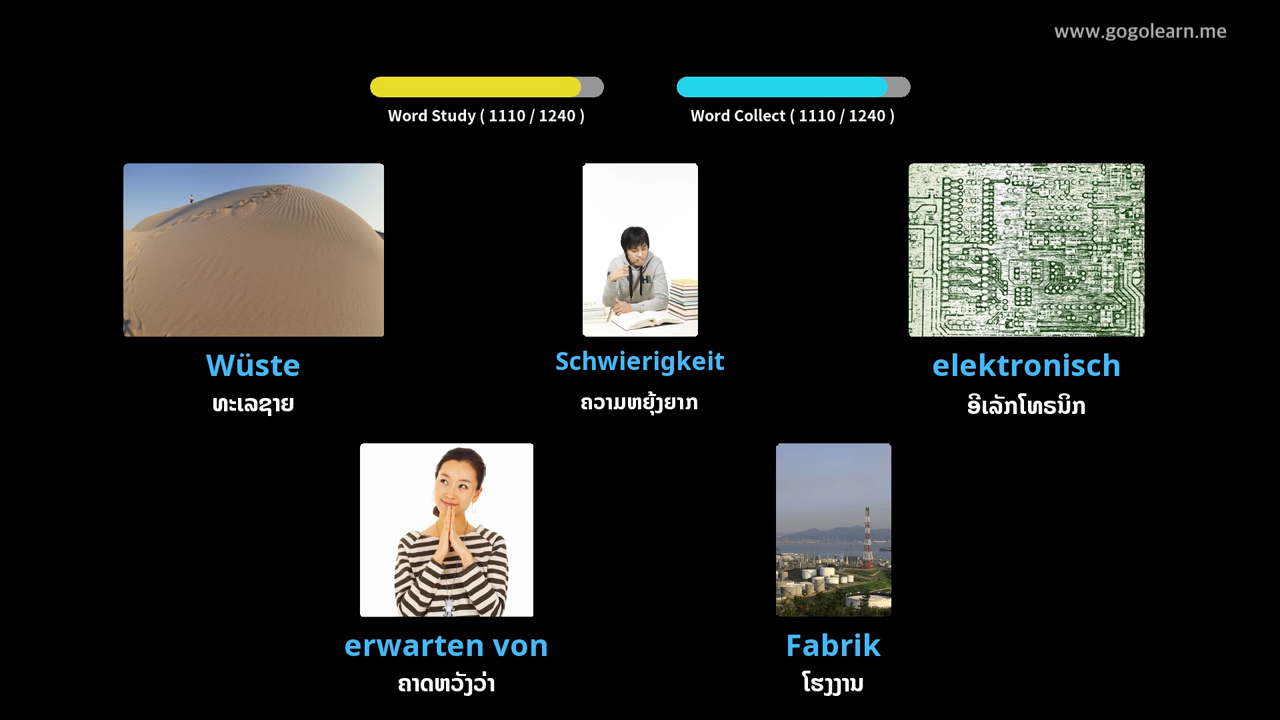 www.gogolearn.me
Word Study ( 1110 / 1240 )
Word Collect ( 1110 / 1240 )
Wüste
ທະເລຊາຍ
Schwierigkeit
ຄວາມຫຍຸ້ງຍາກ
elektronisch
ອີເລັກໂທຣນິກ
erwarten von
ຄາດຫວັງວ່າ
Fabrik
ໂຮງງານ